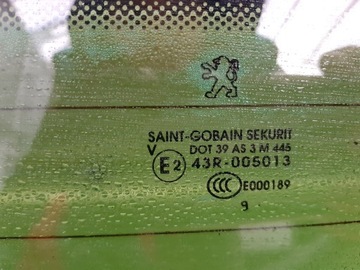 SAINT-GOBAIN SEKURIT
V DOT 39 AS 3 M 445
E2 43R-005013
CCC E000189
9